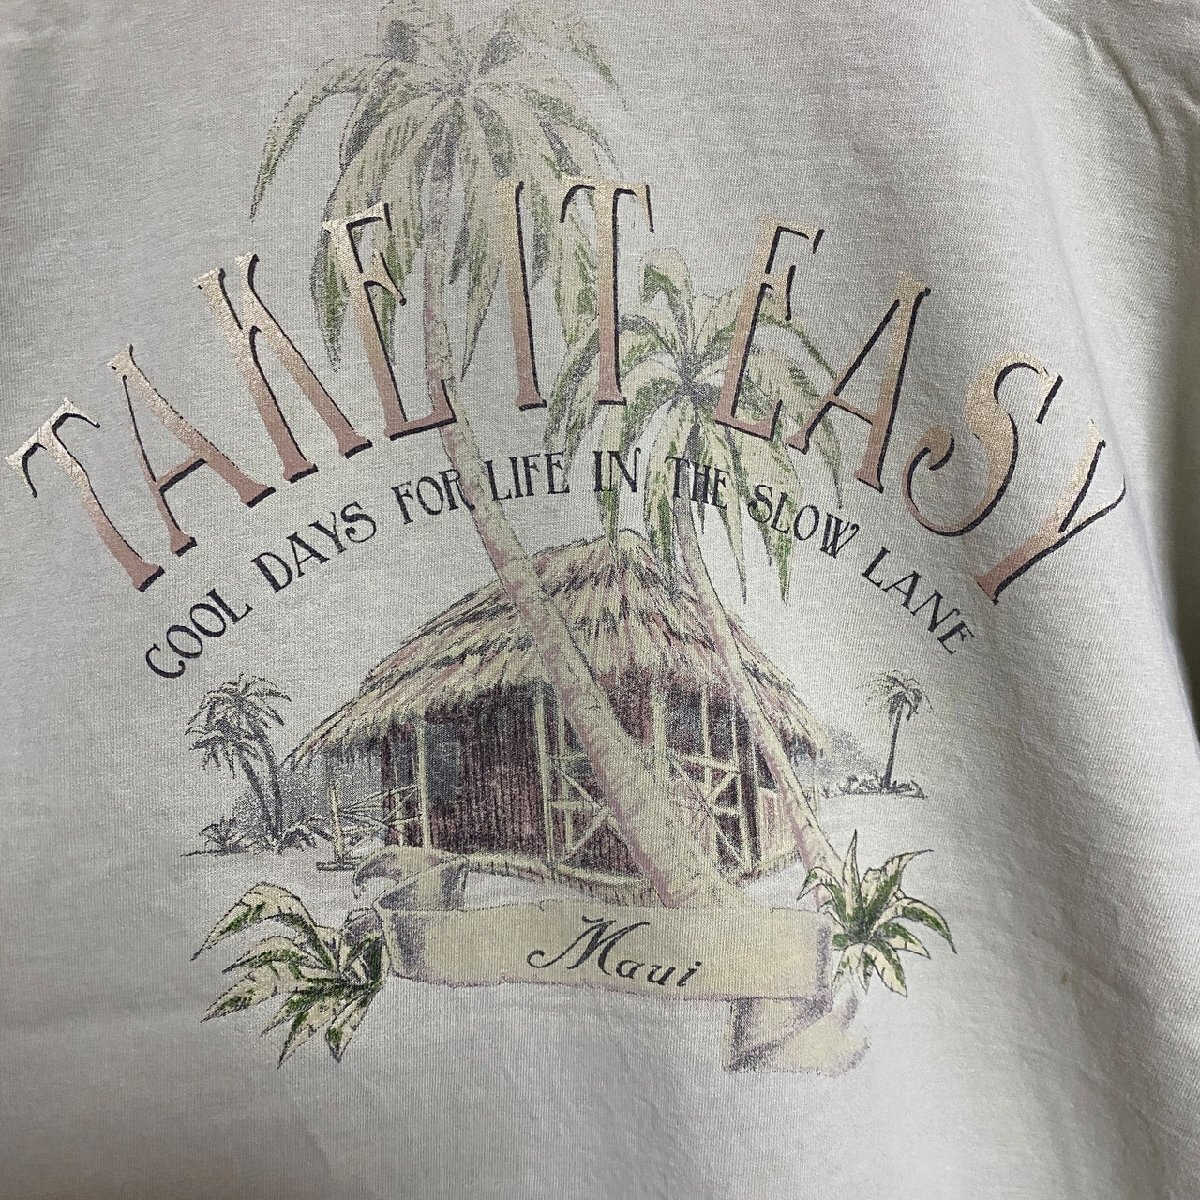 TAKE IT EASY
COOL DAYS FOR LIFE IN THE SLOW LANE
Maui